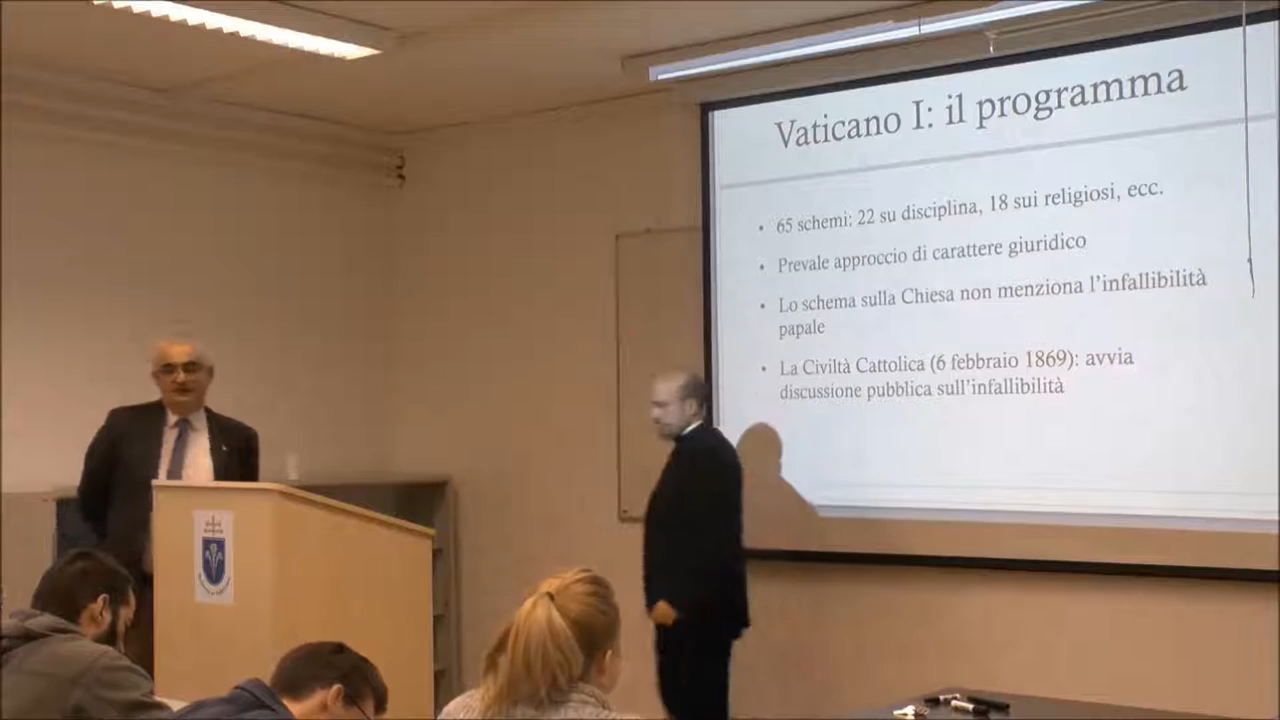 Vaticano I: il programma
• 65 schemi: 22 su disciplina, 18 sui religiosi, ecc.
• Prevale approccio di carattere giuridico
• Lo schema sulla Chiesa non menziona l'infallibilità
papale
• La Civiltà Cattolica (6 febbraio 1869): avvia
discussione pubblica sull'infallibilità